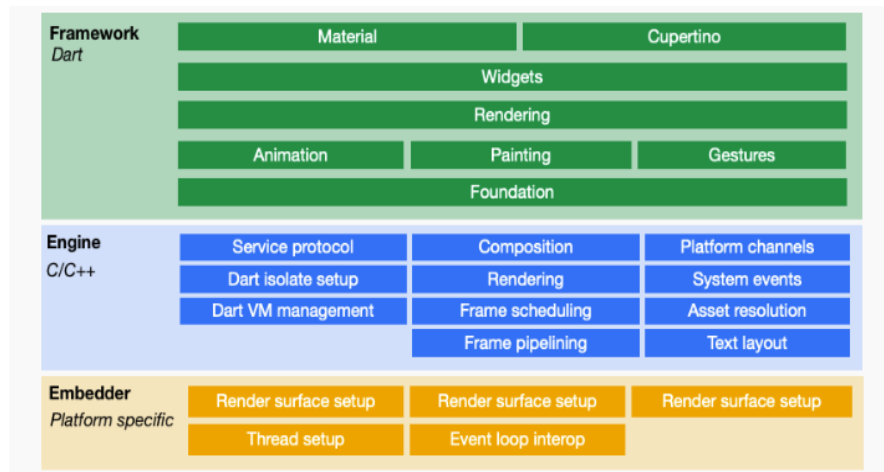 Framework
Dart
Material Cupertino
Widgets
Rendering
Animation Painting Gestures
Foundation
Engine
C/C++
Service protocol Composition Platform channels
Dart isolate setup Rendering System events
Dart VM management Frame scheduling Asset resolution
Frame pipelining Text layout
Embedder
Platform specific
Render surface setup Render surface setup Render surface setup
Thread setup Event loop interop